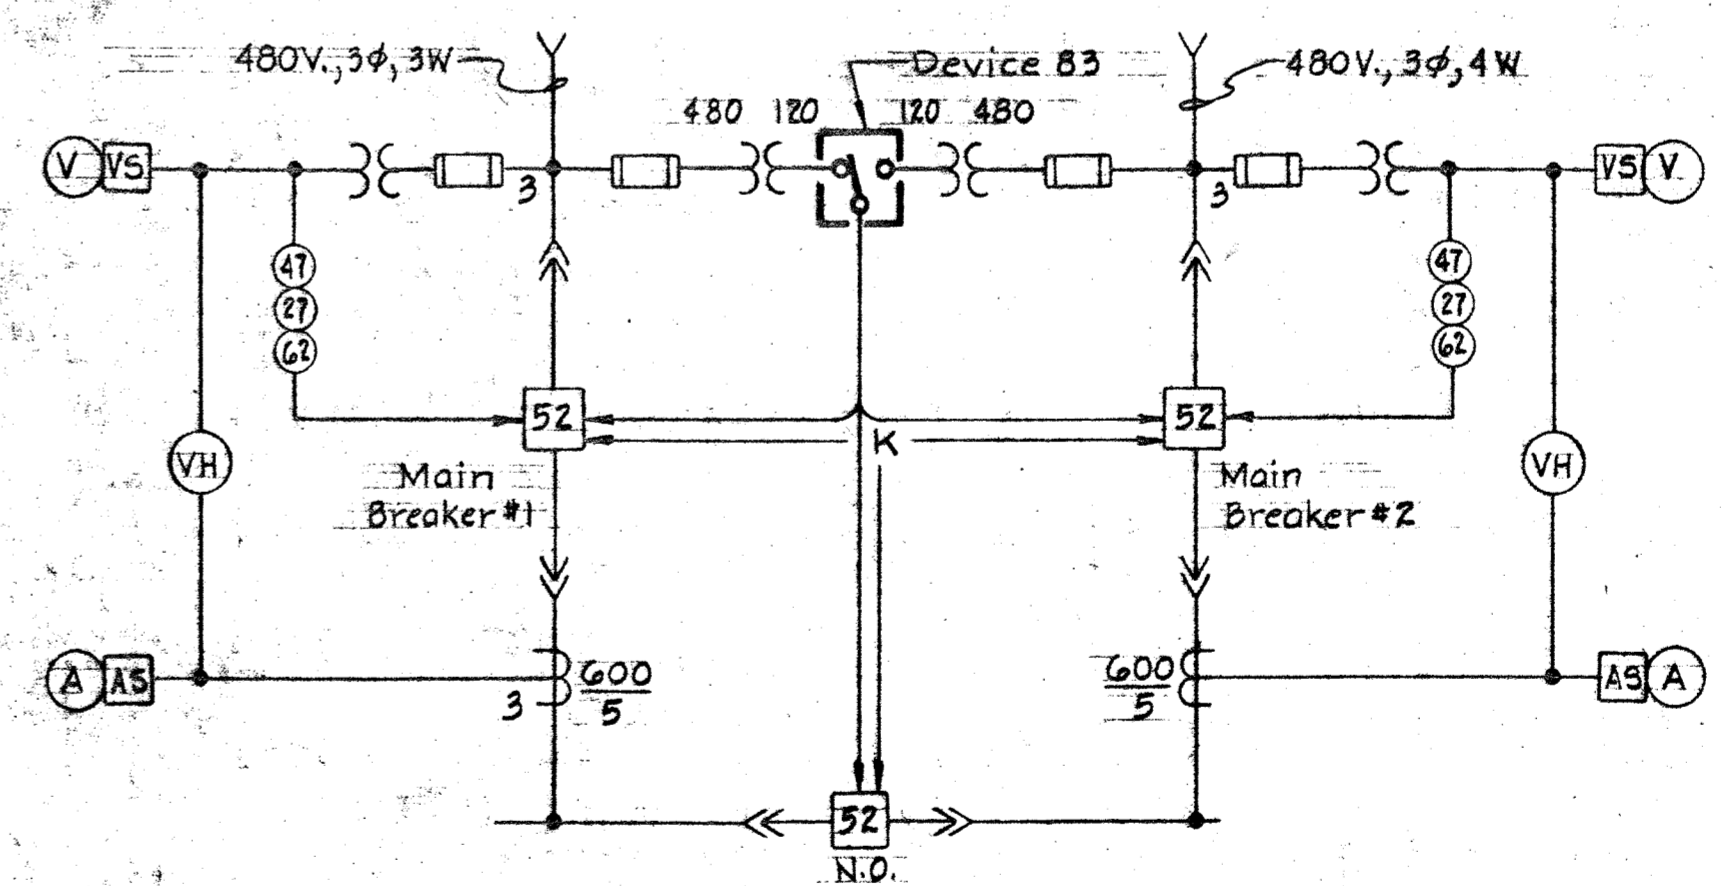 480V., 3ϕ, 3W
Device 83
480V., 3ϕ, 4W
480 120
120 480
V VS
3
3
VS V.
47
27
62
47
27
62
52
52
K
VH
VH
Main
Breaker #1
Main
Breaker #2
A AS
3
600
5
600
5
AS A
52
N.O.